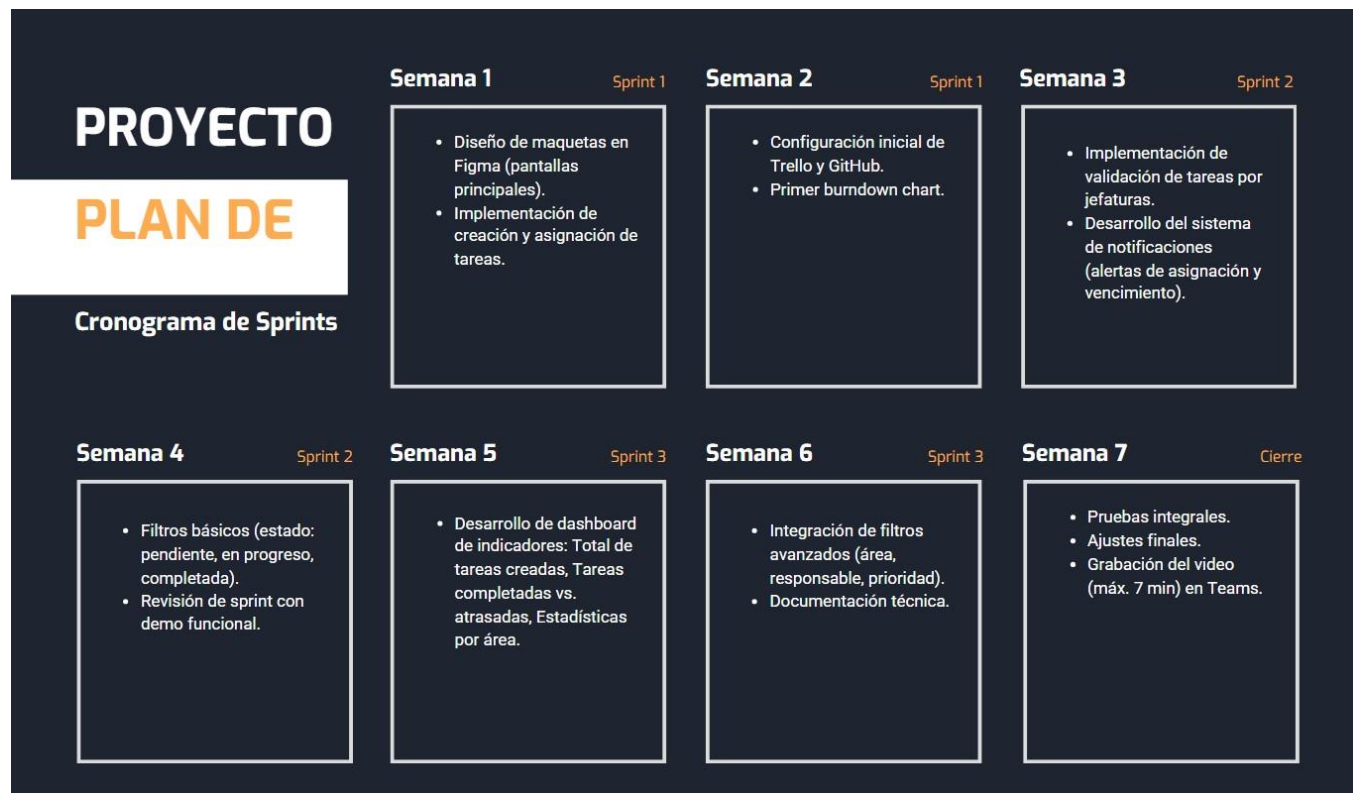 PROYECTO
PLAN DE
Cronograma de Sprints
Semana 1
Sprint 1
• Diseño de maquetas en
Figma (pantallas
principales).
• Implementación de
creación y asignación de
tareas.
Semana 2
Sprint 1
• Configuración inicial de
Trello y GitHub.
• Primer burndown chart.
Semana 3
Sprint 2
• Implementación de
validación de tareas por
jefaturas.
• Desarrollo del sistema
de notificaciones
(alertas de asignación y
vencimiento).
Semana 4
Sprint 2
• Filtros básicos (estado:
pendiente, en progreso,
completada).
• Revisión de sprint con
demo funcional.
Semana 5
Sprint 3
• Desarrollo de dashboard
de indicadores: Total de
tareas creadas, Tareas
completadas vs.
atrasadas, Estadísticas
por área.
Semana 6
Sprint 3
• Integración de filtros
avanzados (área,
responsable, prioridad).
• Documentación técnica.
Semana 7
Cierre
• Pruebas integrales.
• Ajustes finales.
• Grabación del video
(máx. 7 min) en Teams.